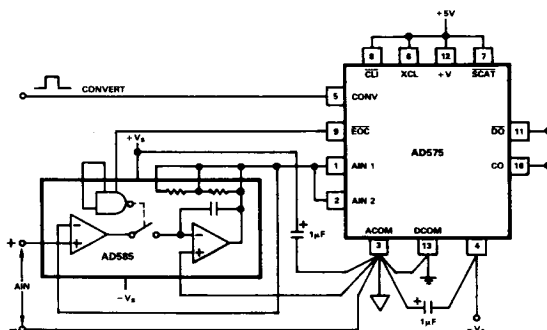 +5V
8
6
12
7
CLI
XCL
+V
SCAT
CONVERT
5
CONV
9
EOC
DO
11
+Vs
1
AIN 1
AD575
CO
16
2
AIN 2
+
1μF
ACOM
DCOM
3
13
4
-
+
-
+
AD585
+
AIN
-Vs
+
1μF
-
-Vs